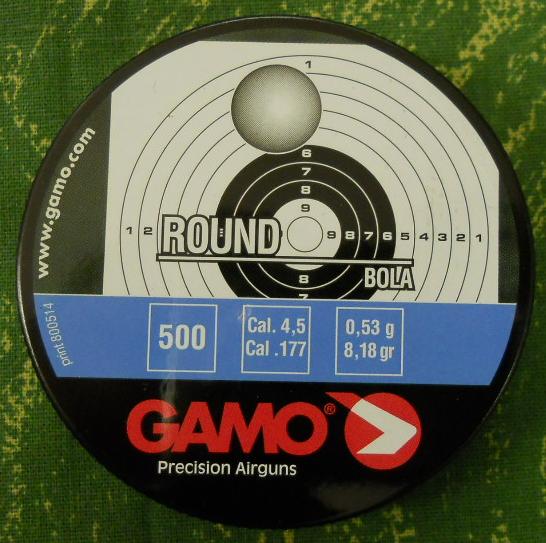 www.gamo.com
1
6
7
8
9
1 2 ROUND 9 8 7 6 5 4 3 2 1
BOLA
8
7
print 800514
500
Cal. 4,5
Cal .177
0,53 g
8,18 gr
GAMO®
Precision Airguns